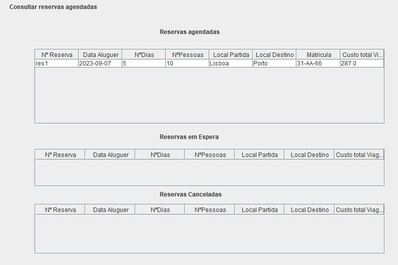 Consultar reservas agendadas
Reservas agendadas
Nº Reserva Data Aluguer NºDias NºPessoas Local Partida Local Destino Matricula Custo total Vi...
res1 2023-09-07 5 10 Lisboa Porto 31-AA-66 287.0
Reservas em Espera
Nº Reserva Data Aluguer NºDias NºPessoas Local Partida Local Destino Custo total Viag...
Reservas Canceladas
Nº Reserva Data Aluguer NºDias NºPessoas Local Partida Local Destino Custo total Viag...